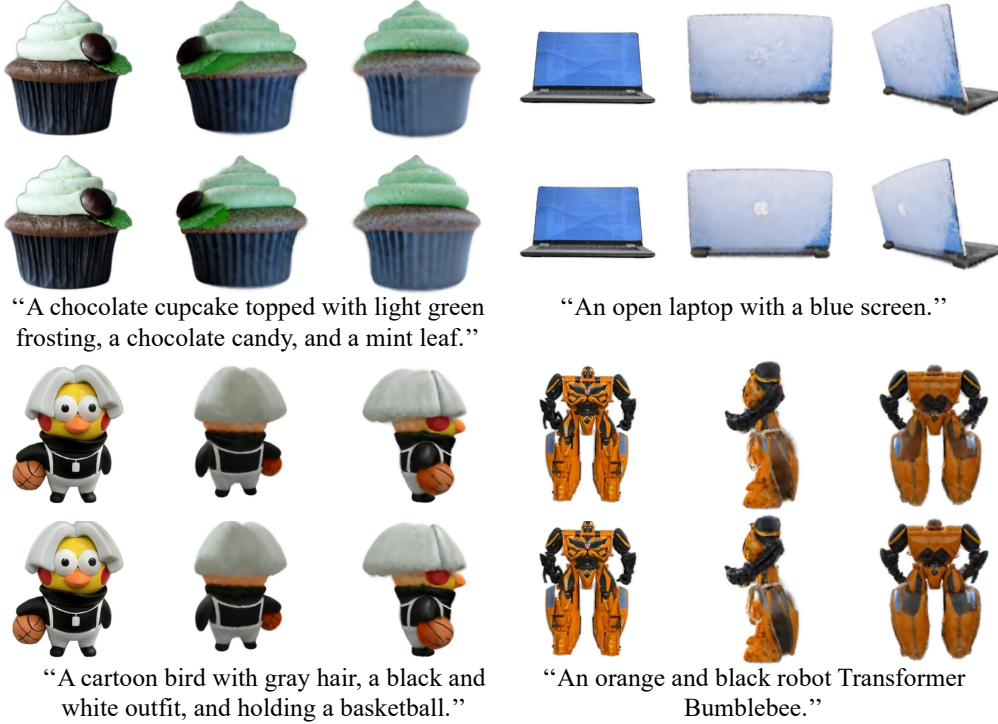 “A chocolate cupcake topped with light green
frosting, a chocolate candy, and a mint leaf.”
“An open laptop with a blue screen.”
“A cartoon bird with gray hair, a black and
white outfit, and holding a basketball.”
“An orange and black robot Transformer
Bumblebee.”